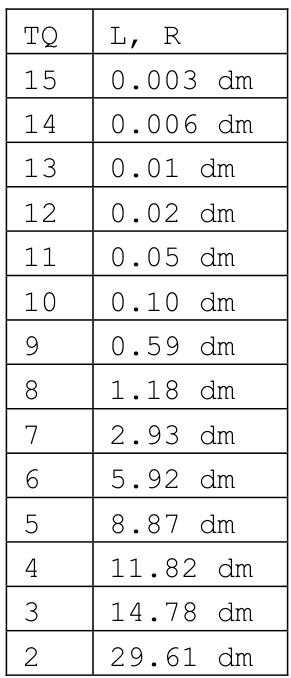 TQ L, R
15 0.003 dm
14 0.006 dm
13 0.01 dm
12 0.02 dm
11 0.05 dm
10 0.10 dm
9 0.59 dm
8 1.18 dm
7 2.93 dm
6 5.92 dm
5 8.87 dm
4 11.82 dm
3 14.78 dm
2 29.61 dm